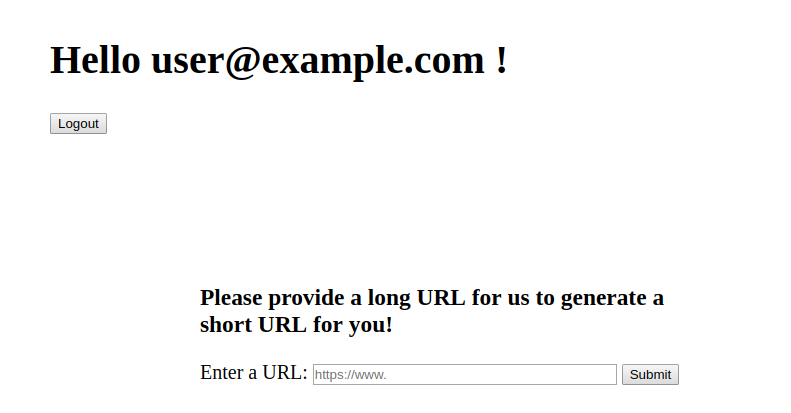 Hello user@example.com !
Logout
Please provide a long URL for us to generate a
short URL for you!
Enter a URL: https://www. Submit